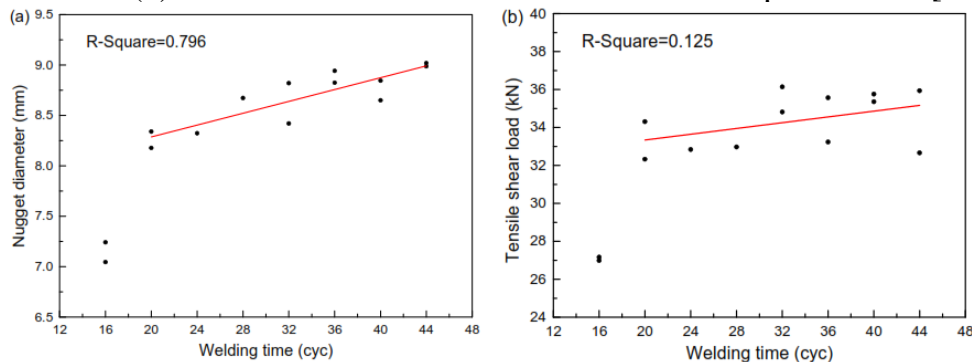 (a)
R-Square=0.796
Nugget diameter (mm)
9.5
9.0
8.5
8.0
7.5
7.0
6.5
12 16 20 24 28 32 36 40 44 48
Welding time (cyc)
(b)
R-Square=0.125
Tensile shear load (kN)
40
38
36
34
32
30
28
26
24
12 16 20 24 28 32 36 40 44 48
Welding time (cyc)